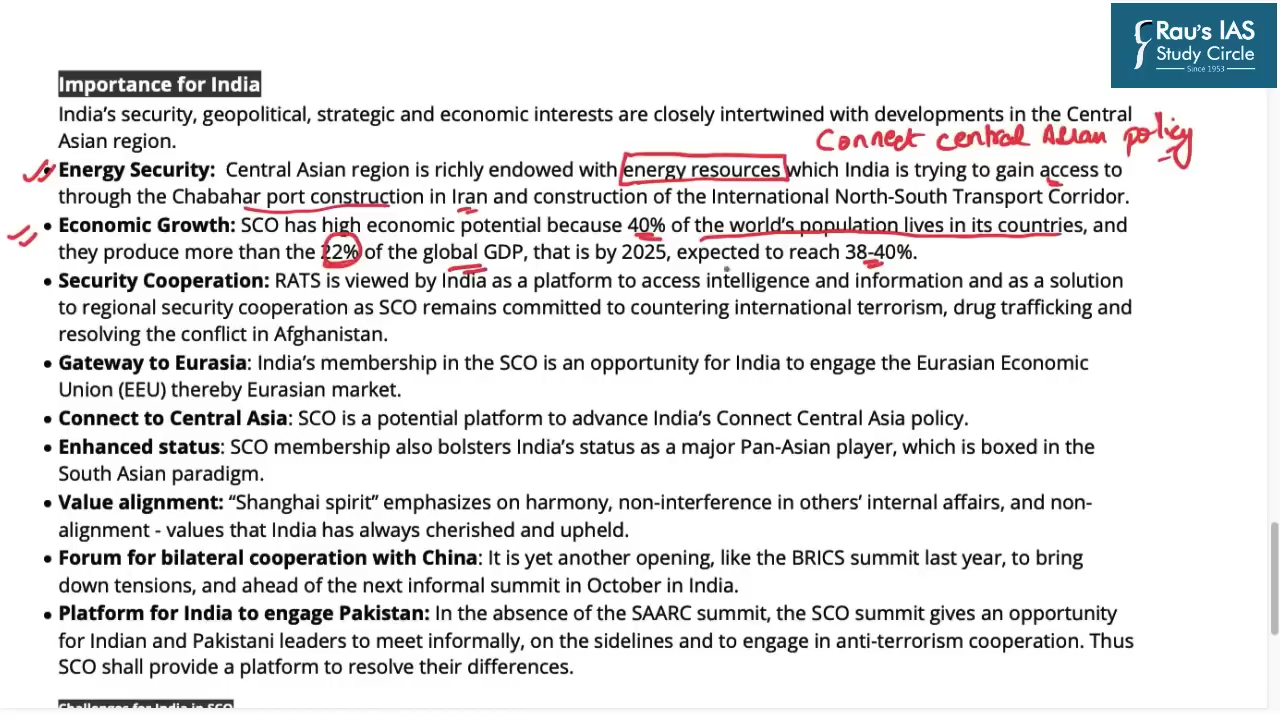 Rau's IAS
Study Circle
Since 1953
Importance for India
India's security, geopolitical, strategic and economic interests are closely intertwined with developments in the Central
Asian region.
Connect central Asian policy
• Energy Security: Central Asian region is richly endowed with energy resources which India is trying to gain access to
through the Chabahar port construction in Iran and construction of the International North-South Transport Corridor.
• Economic Growth: SCO has high economic potential because 40% of the world's population lives in its countries, and
they produce more than the 22% of the global GDP, that is by 2025, expected to reach 38-40%.
• Security Cooperation: RATS is viewed by India as a platform to access intelligence and information and as a solution
to regional security cooperation as SCO remains committed to countering international terrorism, drug trafficking and
resolving the conflict in Afghanistan.
• Gateway to Eurasia: India's membership in the SCO is an opportunity for India to engage the Eurasian Economic
Union (EEU) thereby Eurasian market.
• Connect to Central Asia: SCO is a potential platform to advance India's Connect Central Asia policy.
• Enhanced status: SCO membership also bolsters India's status as a major Pan-Asian player, which is boxed in the
South Asian paradigm.
• Value alignment: “Shanghai spirit” emphasizes on harmony, non-interference in others’ internal affairs, and non-
alignment - values that India has always cherished and upheld.
• Forum for bilateral cooperation with China: It is yet another opening, like the BRICS summit last year, to bring
down tensions, and ahead of the next informal summit in October in India.
• Platform for India to engage Pakistan: In the absence of the SAARC summit, the SCO summit gives an opportunity
for Indian and Pakistani leaders to meet informally, on the sidelines and to engage in anti-terrorism cooperation. Thus
SCO shall provide a platform to resolve their differences.
Challenges for India in SCO